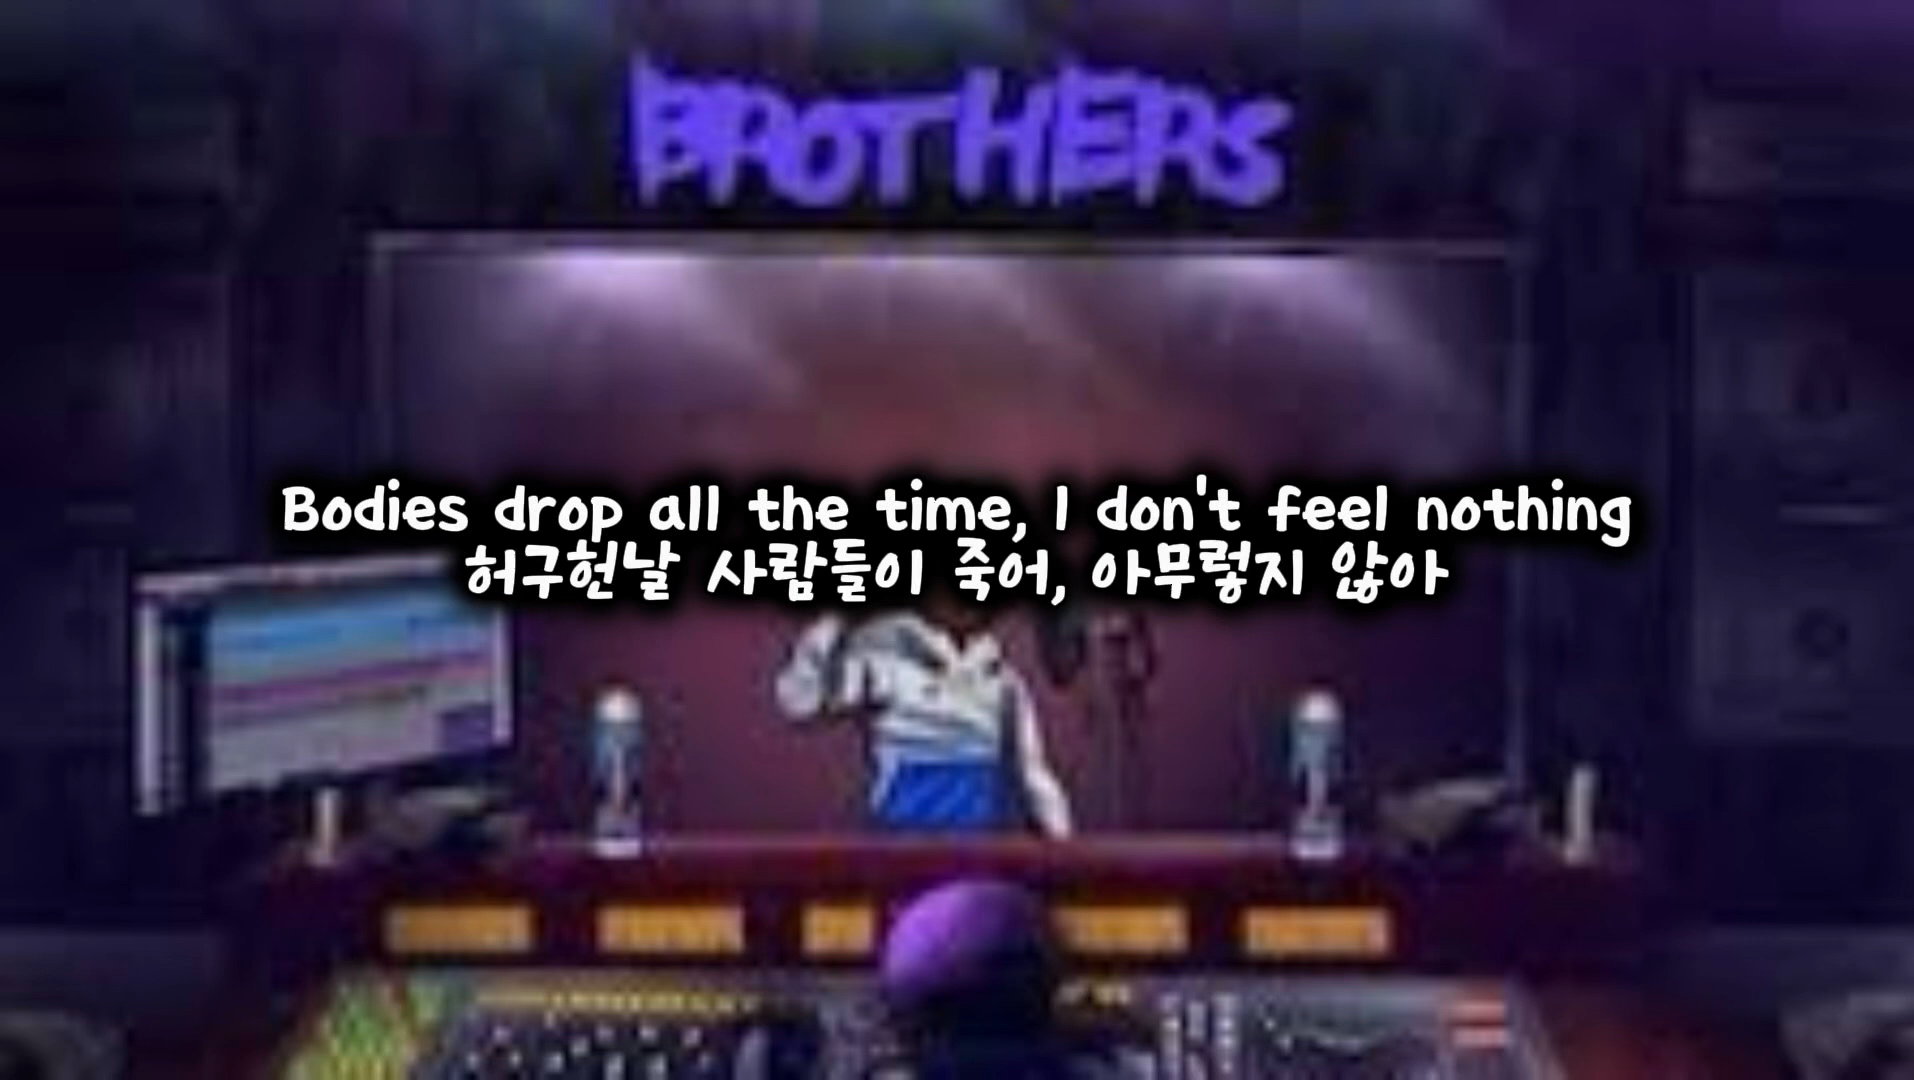 BROTHERS
Bodies drop all the time, I don't feel nothing
허구헌날 사람들이 죽어, 아무렇지 않아